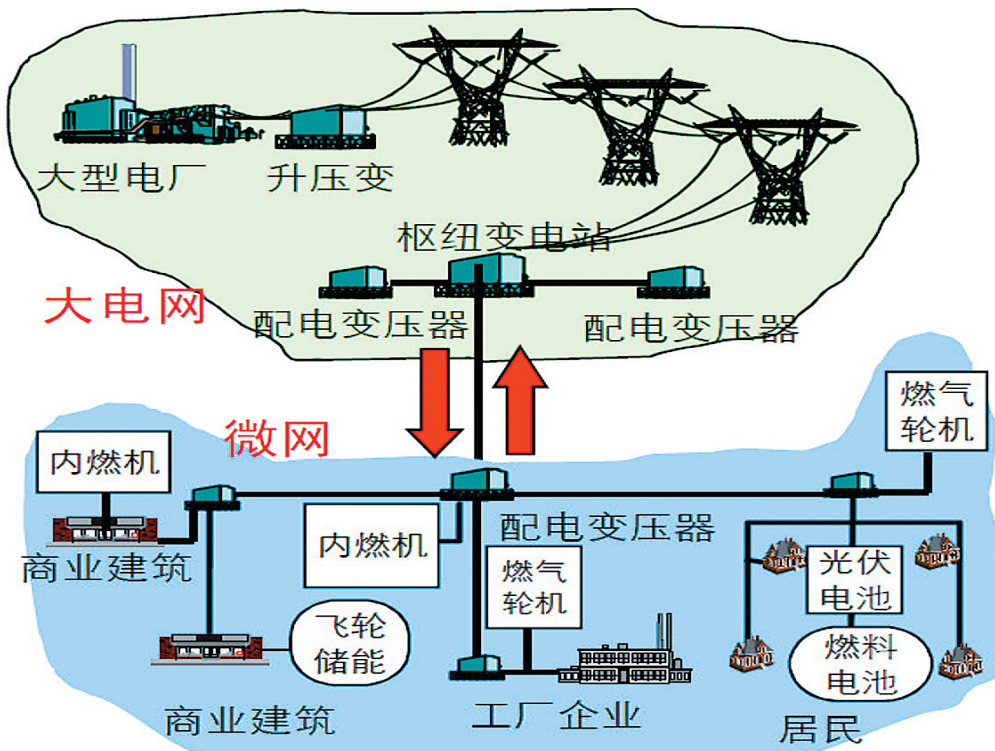 大型电厂
升压变
枢纽变电站
大电网
配电变压器
配电变压器
微网
燃气
轮机
内燃机
商业建筑
内燃机
配电变压器
燃气
轮机
光伏
电池
飞轮
储能
燃料
电池
商业建筑
工厂企业
居民